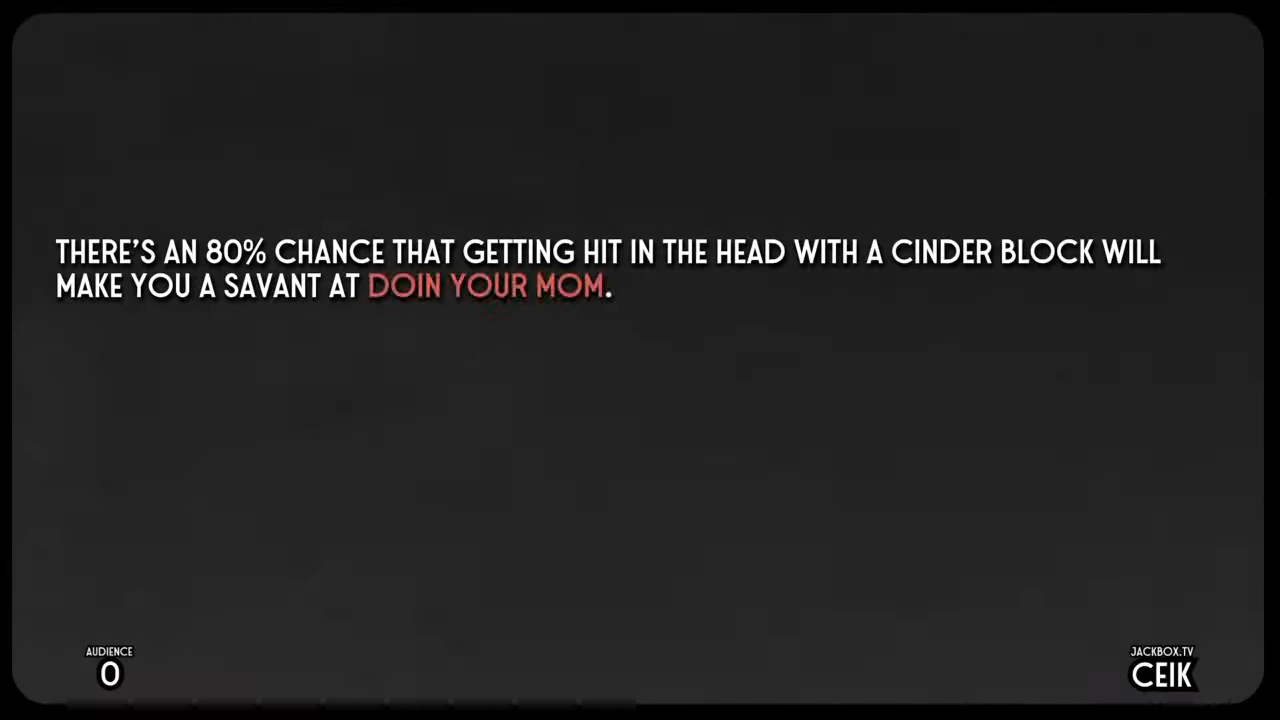 THERE'S AN 80% CHANCE THAT GETTING HIT IN THE HEAD WITH A CINDER BLOCK WILL
MAKE YOU A SAVANT AT DOIN YOUR MOM.
AUDIENCE
0
JACKBOX.TV
CEIK